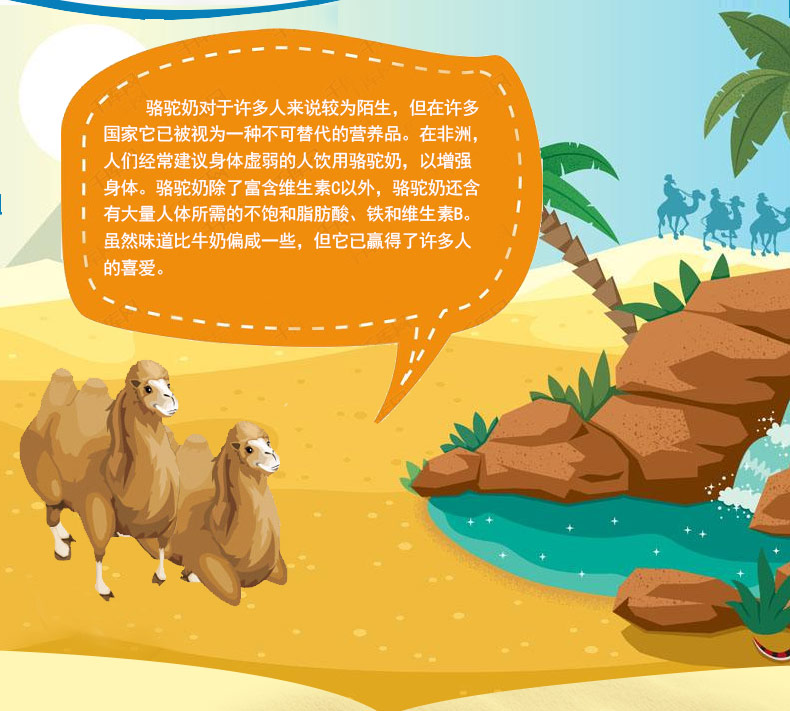 骆驼奶对于许多人来说较为陌生，但在许多
国家它已被视为一种不可替代的营养品。在非洲，
人们经常建议身体虚弱的人饮用骆驼奶，以增强
身体。骆驼奶除了富含维生素C以外，骆驼奶还含
有大量人体所需的不饱和脂肪酸、铁和维生素B。
虽然味道比牛奶偏咸一些，但它已赢得了许多人
的喜爱。